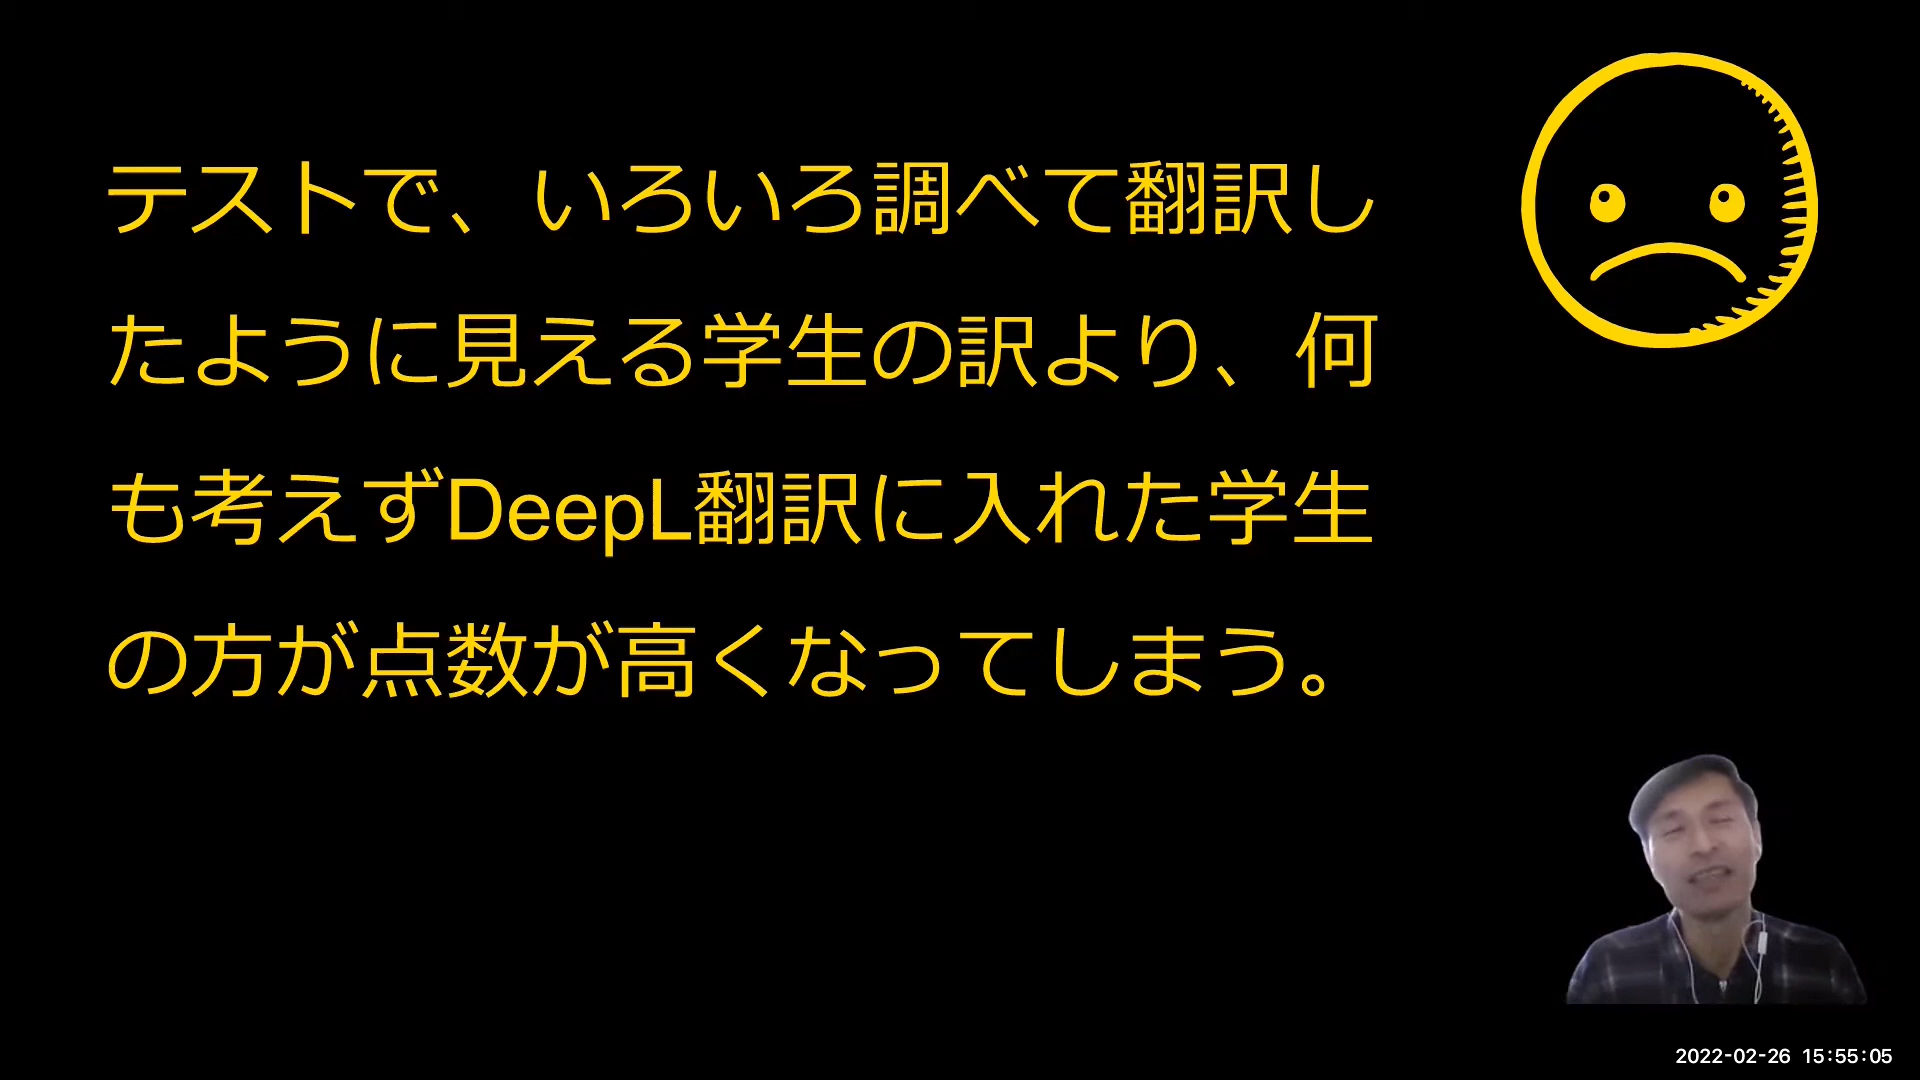 テストで、いろいろ調べて翻訳し
たように見える学生の訳より、何
も考えずDeepL翻訳に入れた学生
の方が点数が高くなってしまう。
2022-02-26 15:55:05